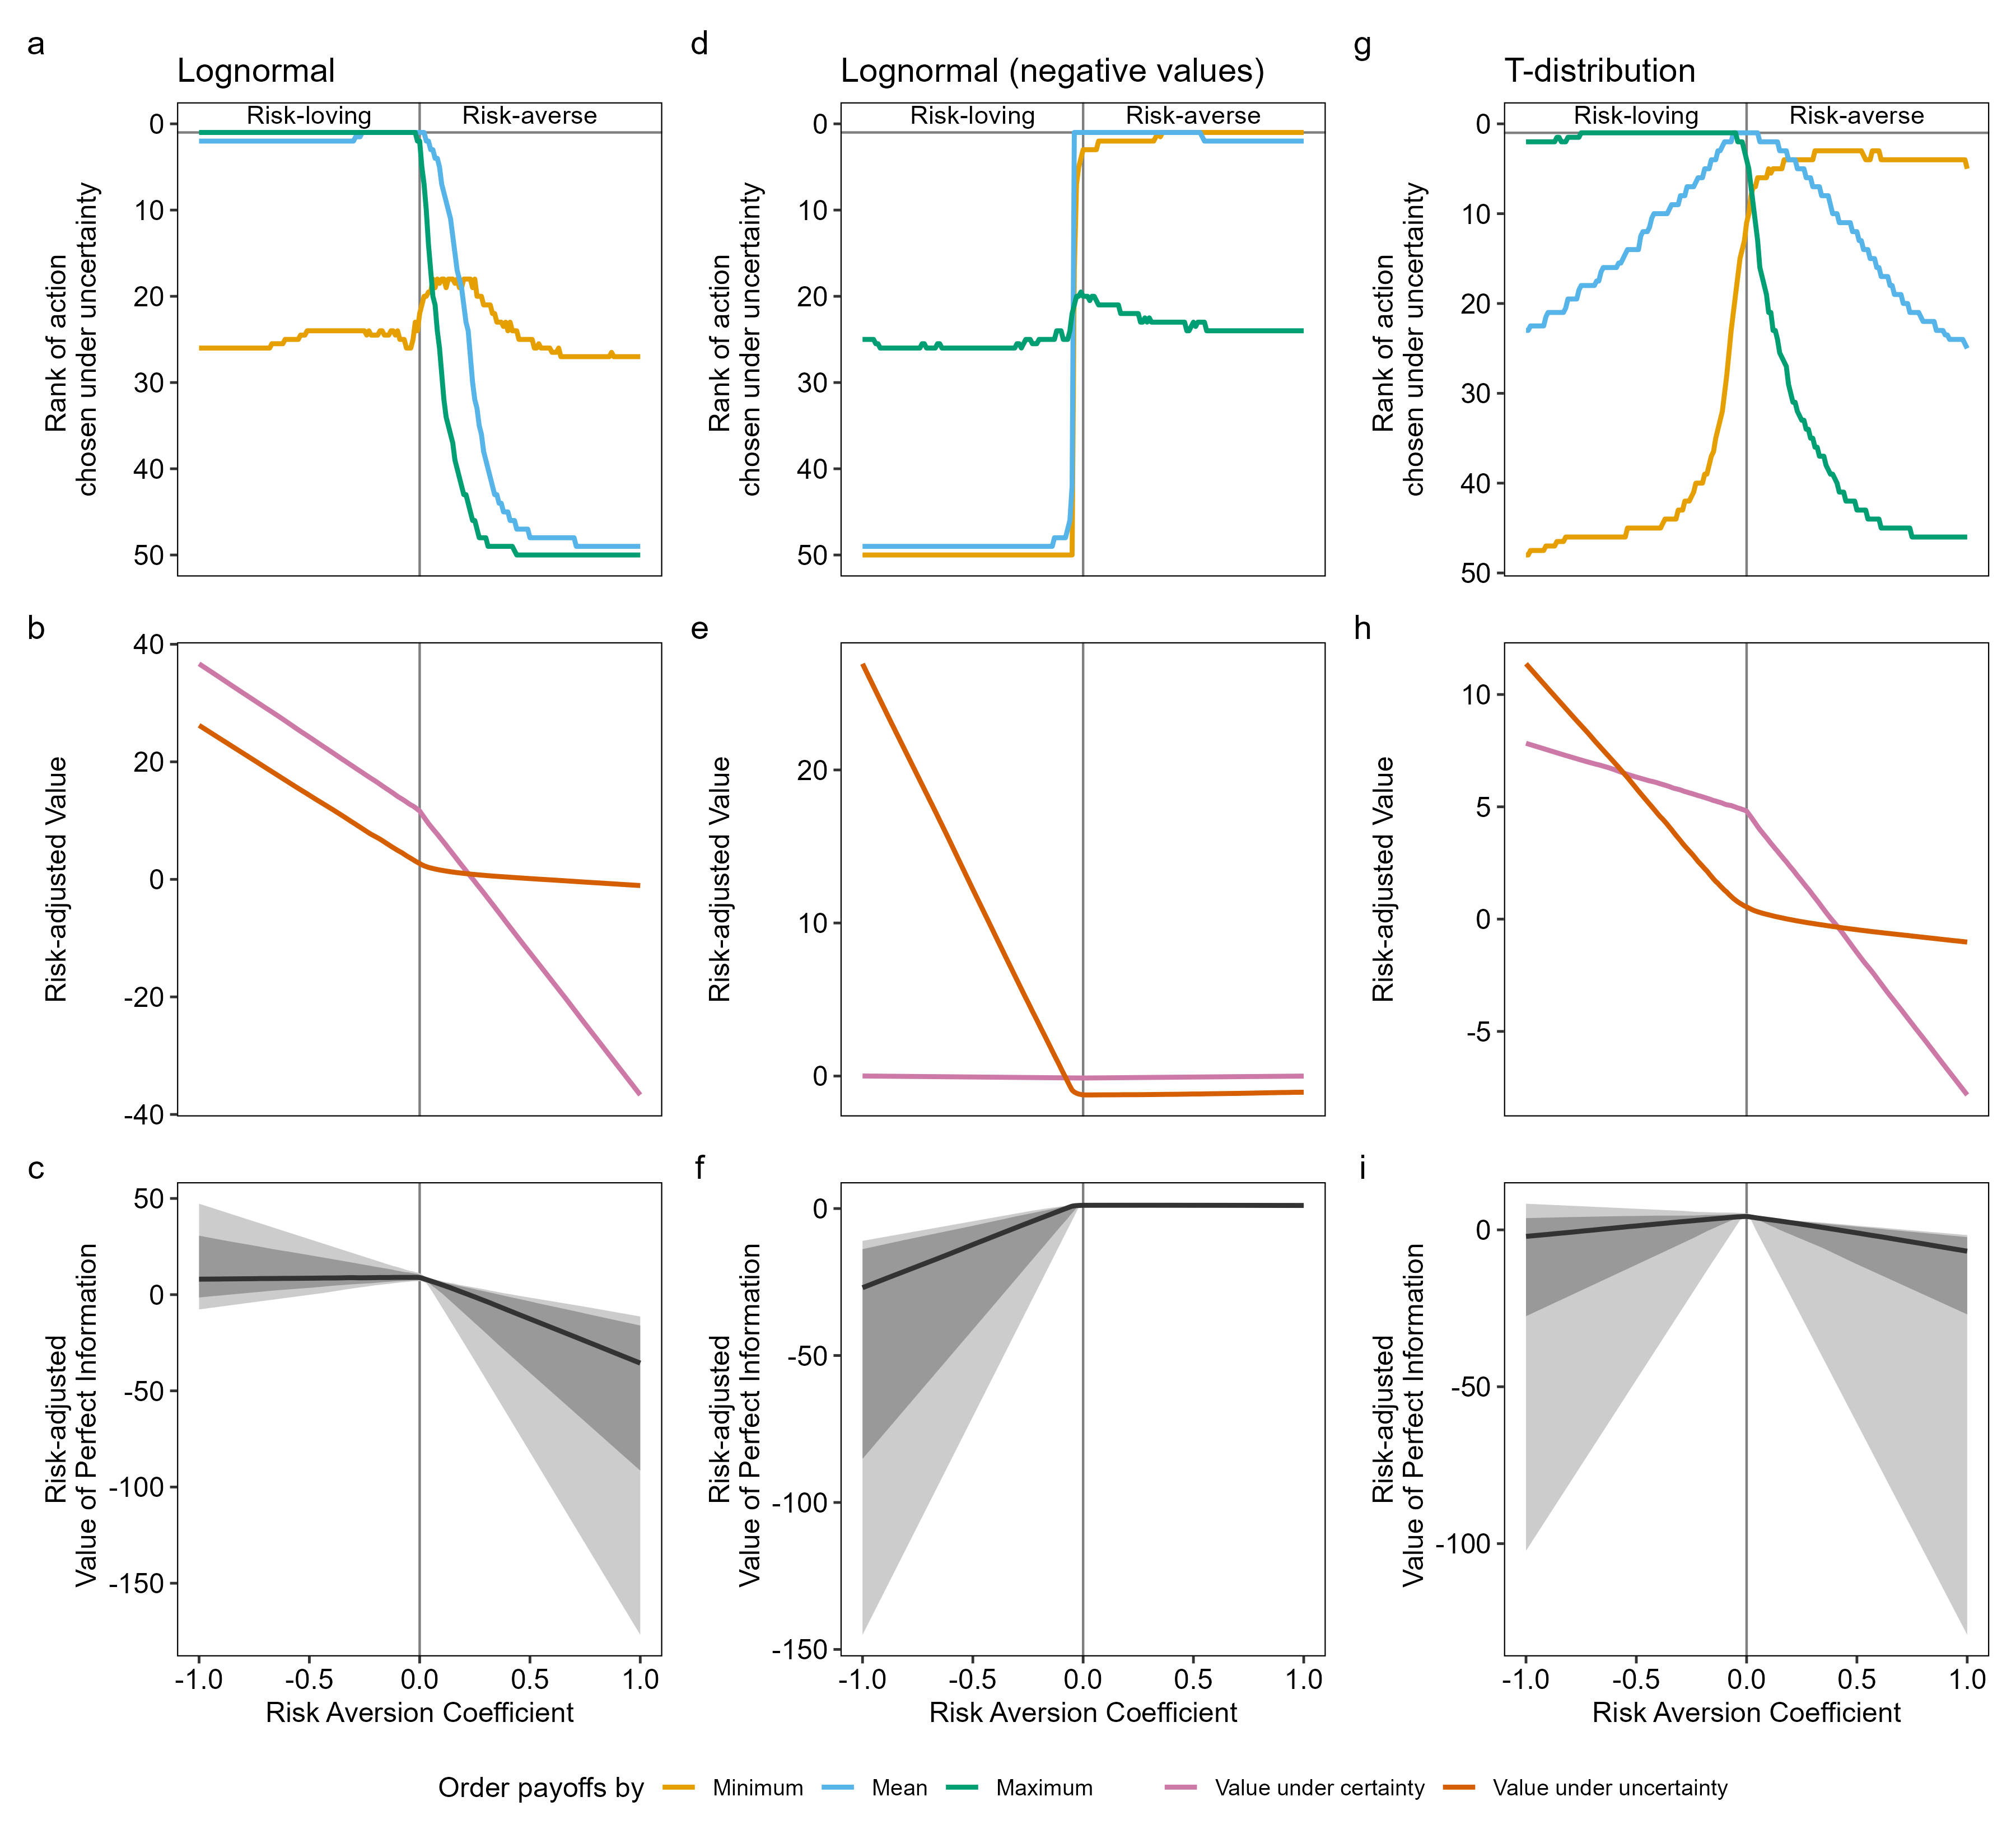 a
Lognormal
Risk-loving
Risk-averse
0
10
20
30
40
50
Rank of action
chosen under uncertainty
d
Lognormal (negative values)
Risk-loving
Risk-averse
0
10
20
30
40
50
Rank of action
chosen under uncertainty
g
T-distribution
Risk-loving
Risk-averse
0
10
20
30
40
50
Rank of action
chosen under uncertainty
b
40
20
0
-20
-40
Risk-adjusted Value
e
20
10
0
Risk-adjusted Value
h
10
5
0
-5
Risk-adjusted Value
c
50
0
-50
-100
-150
Risk-adjusted
Value of Perfect Information
-1.0 -0.5 0.0 0.5 1.0
Risk Aversion Coefficient
f
0
-50
-100
-150
Risk-adjusted
Value of Perfect Information
-1.0 -0.5 0.0 0.5 1.0
Risk Aversion Coefficient
i
0
-50
-100
Risk-adjusted
Value of Perfect Information
-1.0 -0.5 0.0 0.5 1.0
Risk Aversion Coefficient
Order payoffs by Minimum Mean Maximum Value under certainty Value under uncertainty